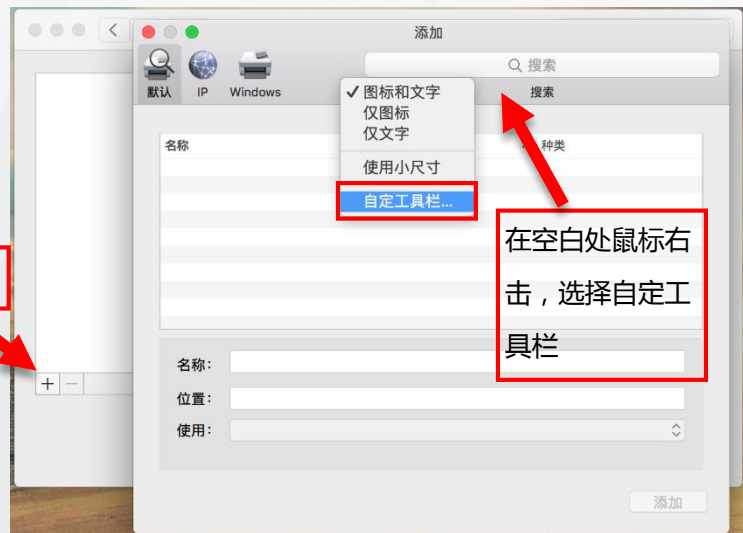 添加
搜索
默认
IP
Windows
搜索
✓ 图标和文字
仅图标
仅文字
使用小尺寸
自定工具栏...
名称
种类
在空白处鼠标右
击，选择自定工
具栏
名称：
位置：
使用：
添加